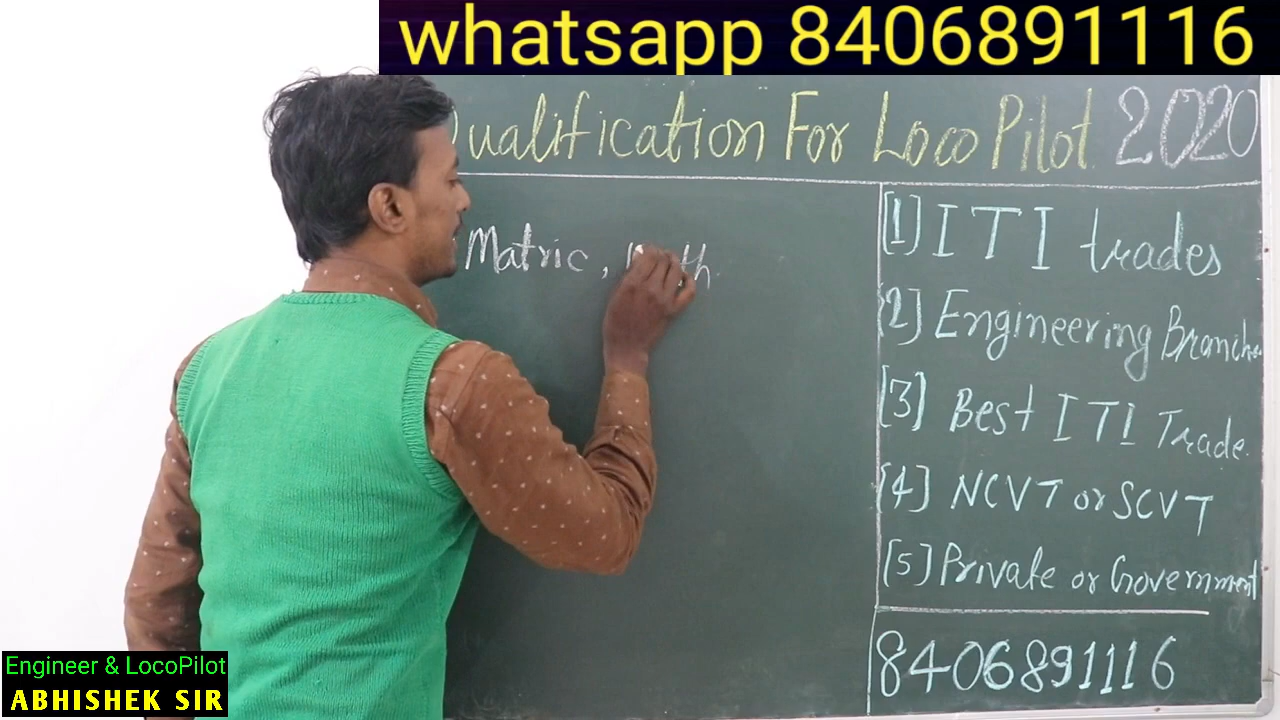 whatsapp 8406891116
Qualification For Loco Pilot 2020
Matric,
[1] ITI trades
[2] Engineering Branche
[3] Best ITI Trade.
[4] NCVT or SCVT
[5] Private or Government
8406891116
Engineer & LocoPilot
ABHISHEK SIR